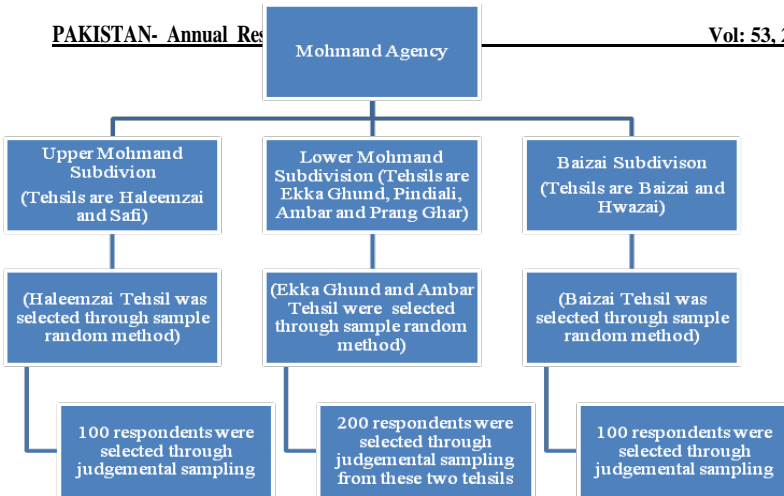 PAKISTAN- Annual Res
Vol: 53, 2
Mohmand Agency
Upper Mohmand
Subdivion
(Tehsils are Haleemzai
and Safi)
Lower Mohmand
Subdivision (Tehsils are
Ekka Ghund, Pindiali,
Ambar and Prang Ghar)
Baizai Subdivison
(Tehsils are Baizai and
Hwazai)
(Haleemzai Tehsil was
selected through sample
random method)
(Ekka Ghund and Ambar
Tehsil were selected
through sample random
method)
(Baizai Tehsil was
selected through sample
random method)
100 respondents were
selected through
judgemental sampling
200 respondents were
selected through
judgemental sampling
from these two tehsils
100 respondents were
selected through
judgemental sampling